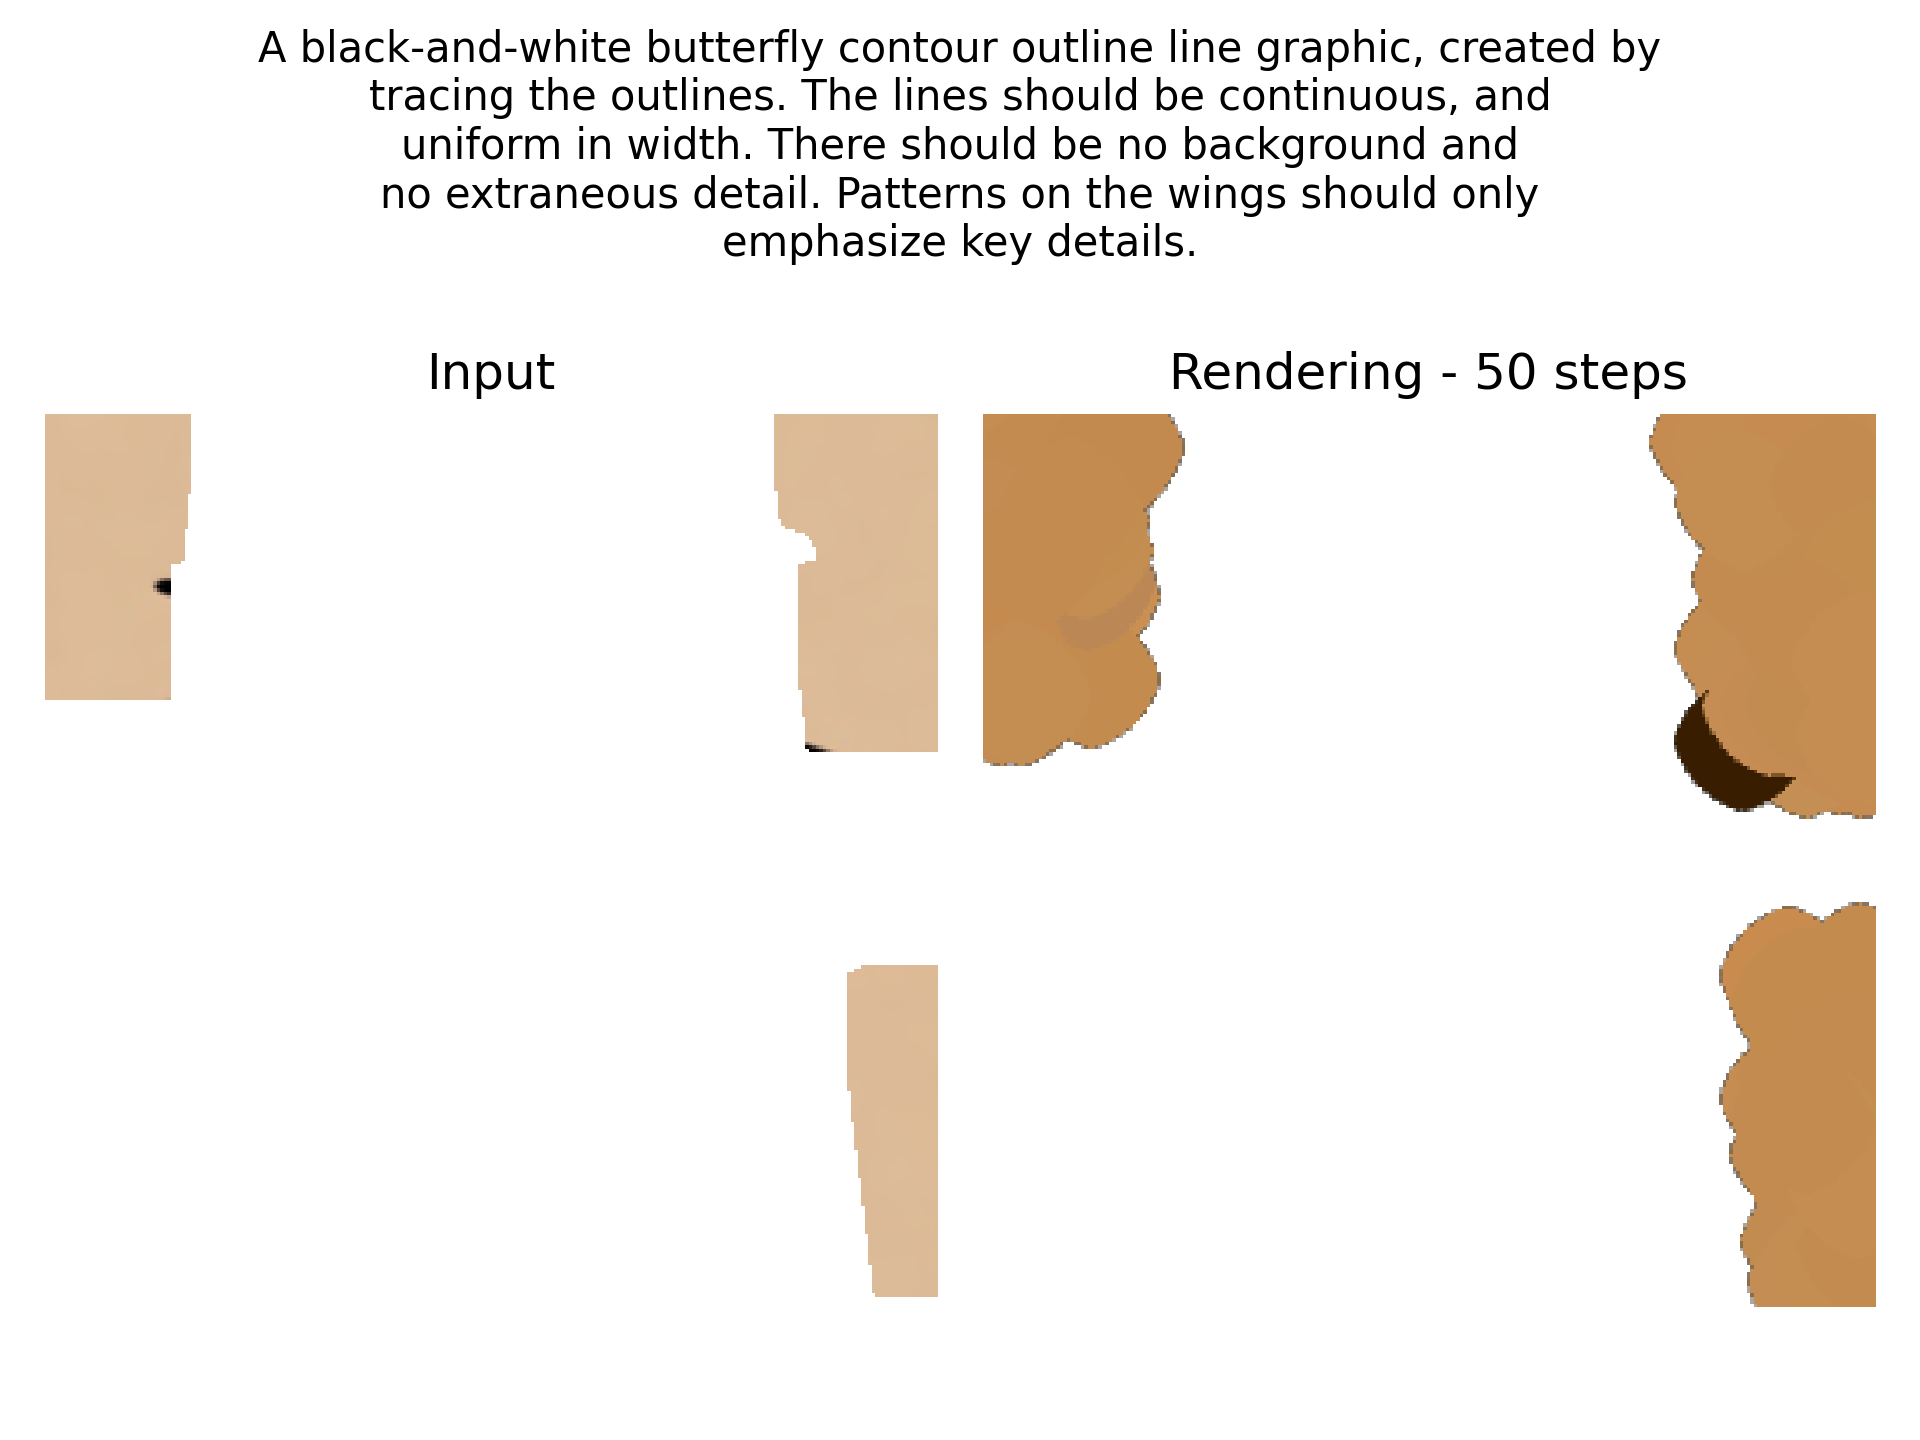 A black-and-white butterfly contour outline line graphic, created by
tracing the outlines. The lines should be continuous, and
uniform in width. There should be no background and
no extraneous detail. Patterns on the wings should only
emphasize key details.
Input
Rendering - 50 steps